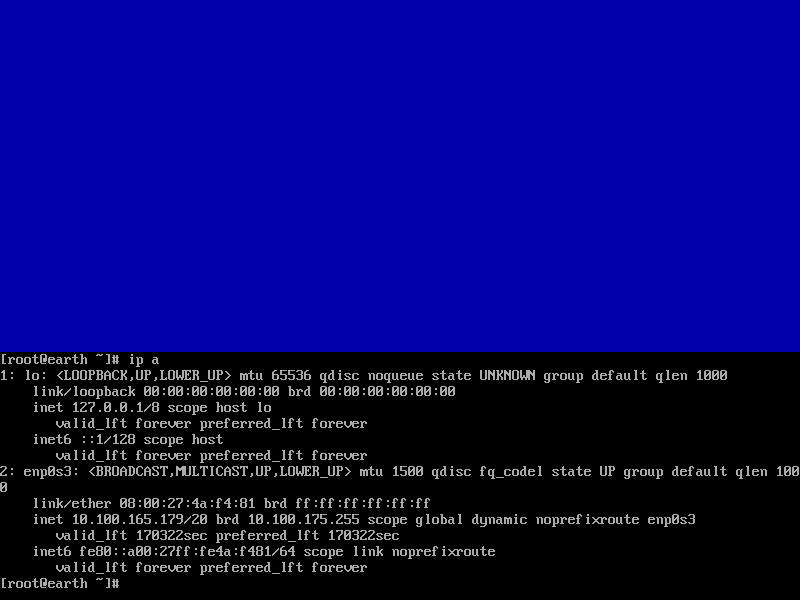 [root@earth ~]# ip a
1: lo: <LOOPBACK,UP,LOWER_UP> mtu 65536 qdisc noqueue state UNKNOWN group default qlen 1000
    link/loopback 00:00:00:00:00:00 brd 00:00:00:00:00:00
    inet 127.0.0.1/8 scope host lo
       valid_lft forever preferred_lft forever
    inet6 ::1/128 scope host
       valid_lft forever preferred_lft forever
2: enp0s3: <BROADCAST,MULTICAST,UP,LOWER_UP> mtu 1500 qdisc fq_codel state UP group default qlen 100
0
    link/ether 08:00:27:4a:f4:81 brd ff:ff:ff:ff:ff:ff
    inet 10.100.165.179/20 brd 10.100.175.255 scope global dynamic noprefixroute enp0s3
       valid_lft 170322sec preferred_lft 170322sec
    inet6 fe80::a00:27ff:fe4a:f481/64 scope link noprefixroute
       valid_lft forever preferred_lft forever
[root@earth ~]#